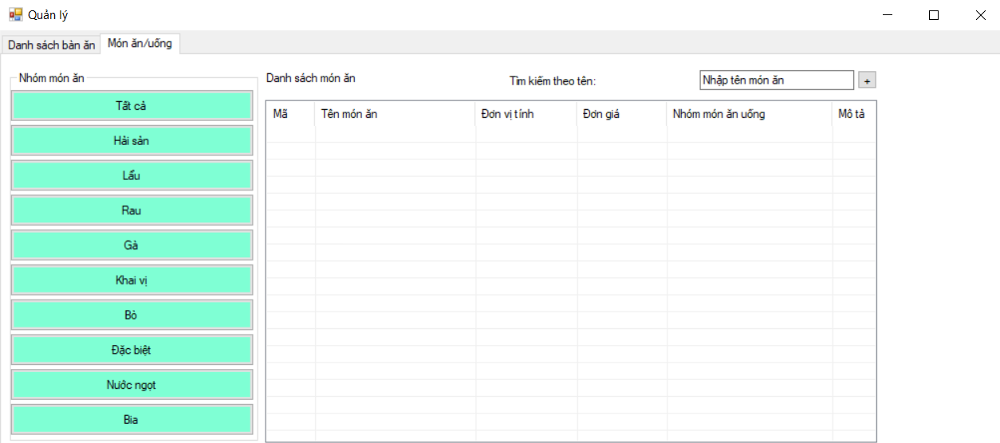 Quản lý
Danh sách bàn ăn Món ăn/uống
Nhóm món ăn
Tất cả
Hải sản
Lẩu
Rau
Gà
Khai vị
Bò
Đặc biệt
Nước ngọt
Bia
Danh sách món ăn Tìm kiếm theo tên: Nhập tên món ăn +
Mã Tên món ăn Đơn vị tính Đơn giá Nhóm món ăn uống Mô tả